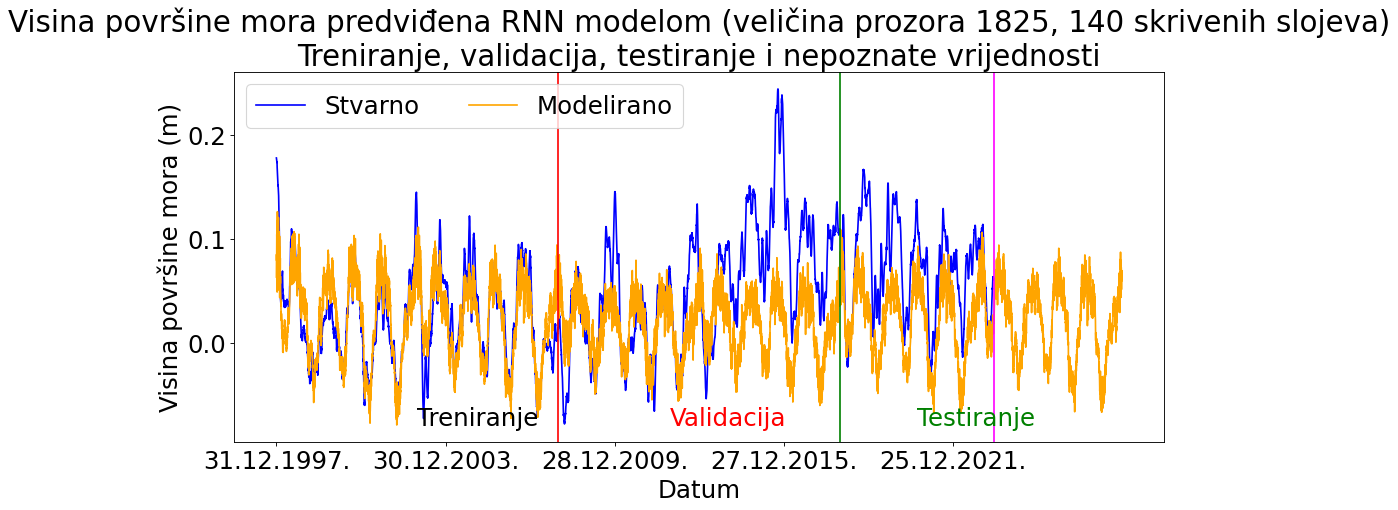 Visina površine mora predviđena RNN modelom (veličina prozora 1825, 140 skrivenih slojeva)
Treniranje, validacija, testiranje i nepoznate vrijednosti
Stvarno
Modelirano
Visina površine mora (m)
0.2
0.1
0.0
Treniranje
Validacija
Testiranje
31.12.1997.
30.12.2003.
28.12.2009.
27.12.2015.
25.12.2021.
Datum